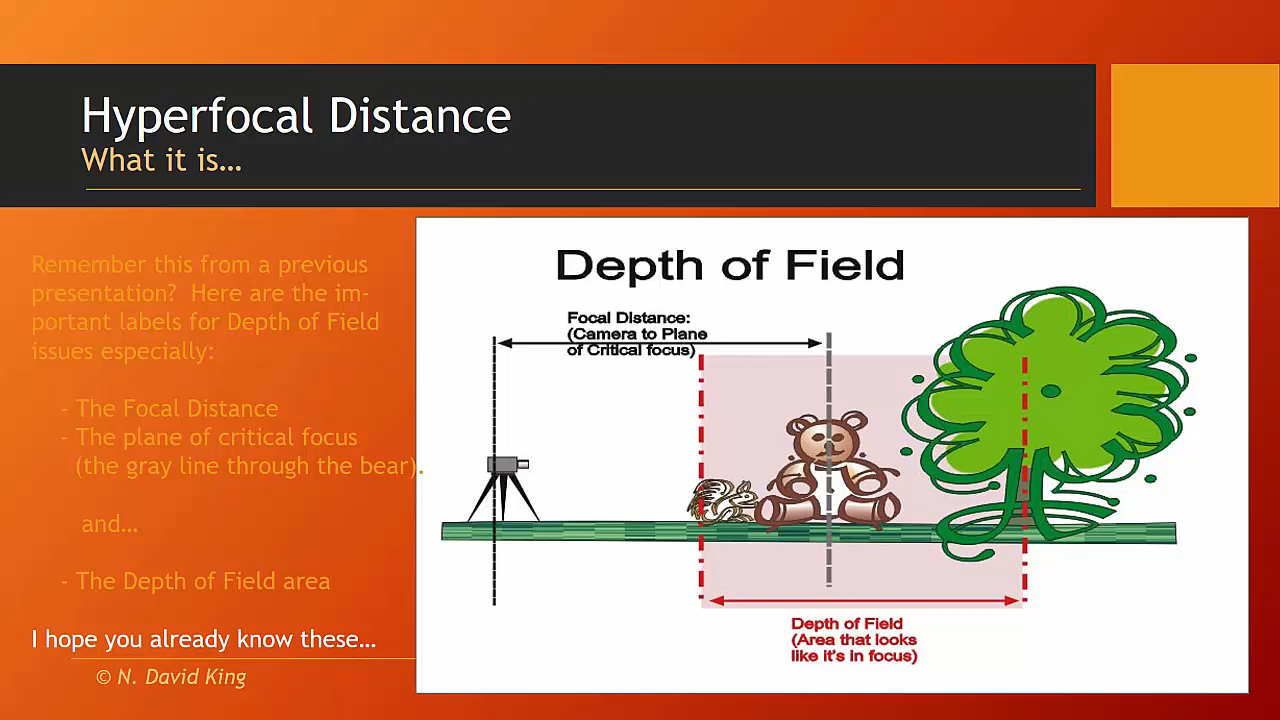 Hyperfocal Distance
What it is…
Remember this from a previous
presentation?  Here are the im-
portant labels for Depth of Field
issues especially:
- The Focal Distance
- The plane of critical focus
(the gray line through the bear).
and…
- The Depth of Field area
I hope you already know these…
© N. David King
Depth of Field
Focal Distance:
(Camera to Plane
of Critical focus)
Depth of Field
(Area that looks
like it's in focus)